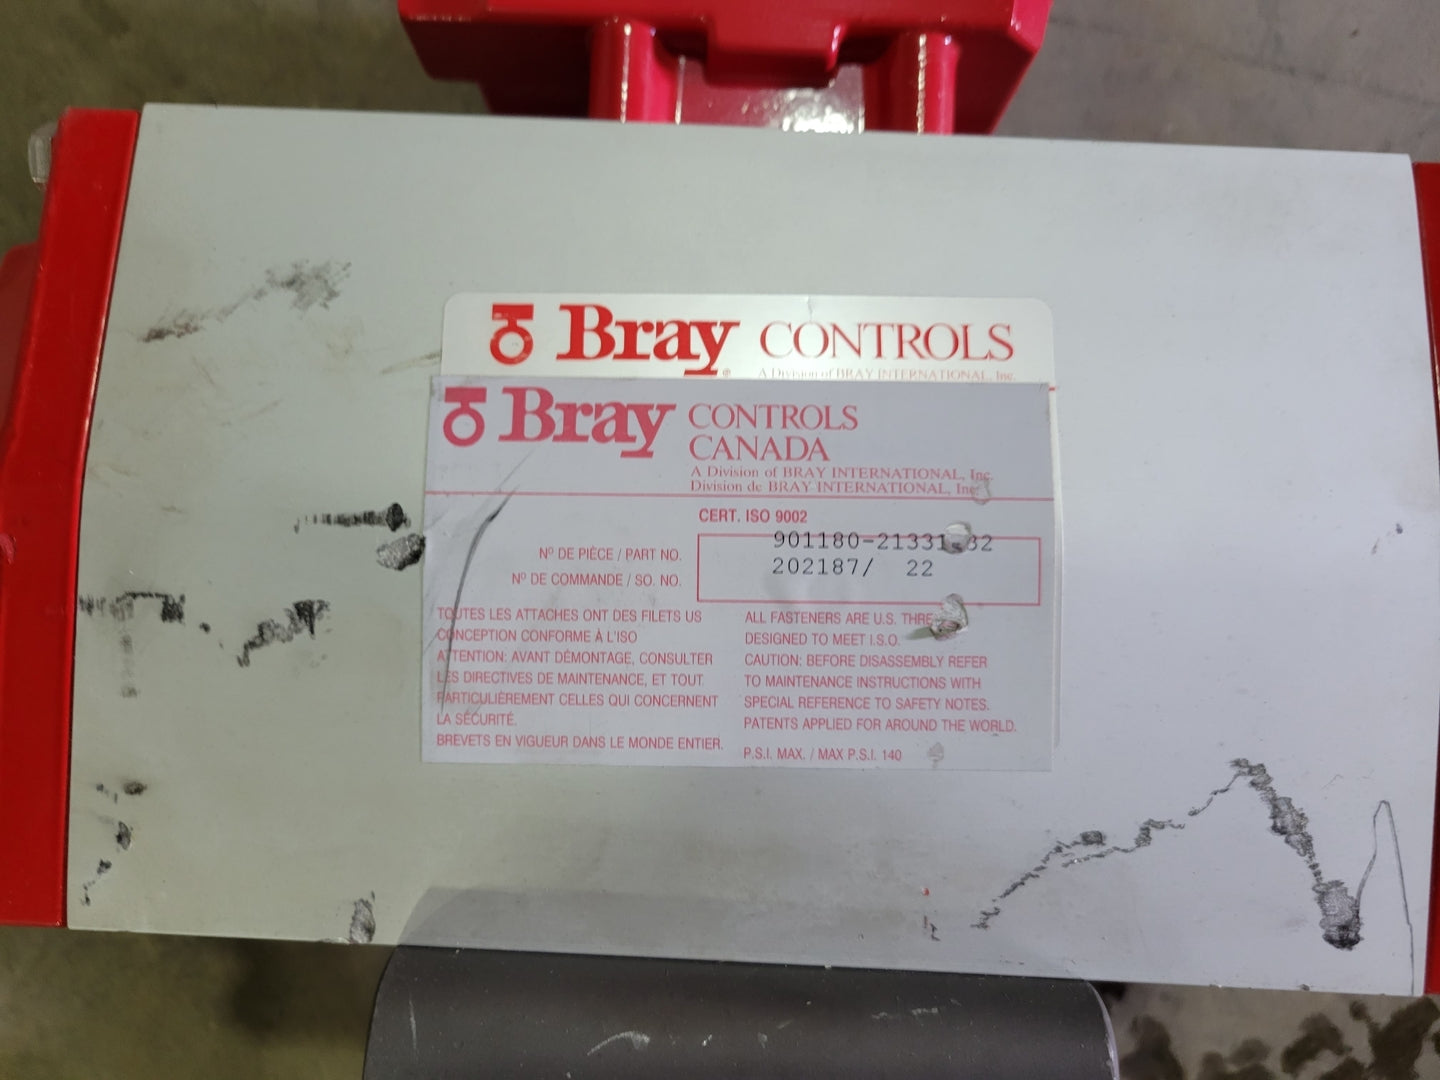 Bray CONTROLS
A Division of BRAY INTERNATIONAL, Inc.
Bray CONTROLS
CANADA
A Division of BRAY INTERNATIONAL, Inc.
Division de BRAY INTERNATIONAL, Inc.
CERT. ISO 9002
Nº DE PIÈCE / PART NO. 901180-21331-32
Nº DE COMMANDE / SO. NO. 202187/ 22
TOUTES LES ATTACHES ONT DES FILETS US
CONCEPTION CONFORME À L'ISO
ATTENTION: AVANT DÉMONTAGE, CONSULTER
LES DIRECTIVES DE MAINTENANCE, ET TOUT
PARTICULIÈREMENT CELLES QUI CONCERNENT
LA SÉCURITÉ.
BREVETS EN VIGUEUR DANS LE MONDE ENTIER.
ALL FASTENERS ARE U.S.
DESIGNED TO MEET I.S.O.
CAUTION: BEFORE DISASSEMBLY REFER
TO MAINTENANCE INSTRUCTIONS WITH
SPECIAL REFERENCE TO SAFETY NOTES.
PATENTS APPLIED FOR AROUND THE WORLD.
P.S.I. MAX. / MAX P.S.I. 140